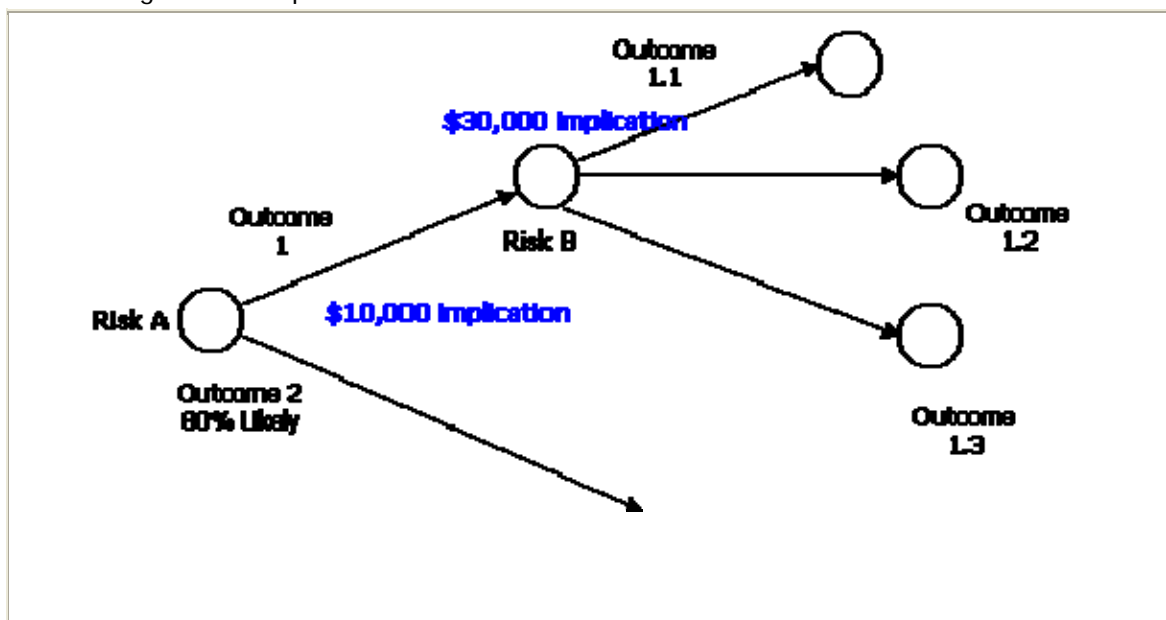 Outcome
1.1
$30,000 Implication
Outcome
1
Risk B
Outcome
1.2
Risk A
$10,000 Implication
Outcome 2
80% Likely
Outcome
1.3